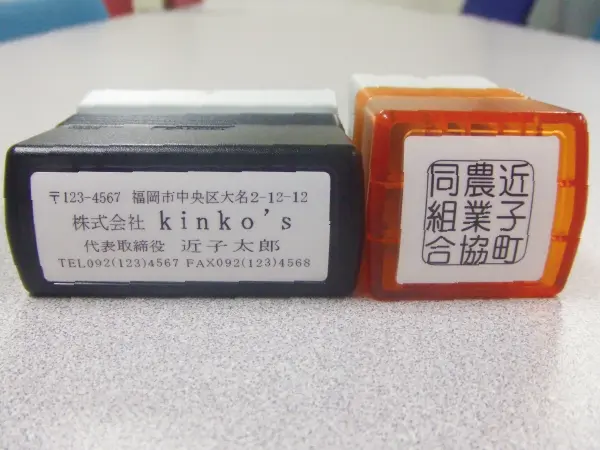 〒123-4567 福岡市中央区大名2-12-12
株式会社 kinko's
代表取締役 近子太郎
TEL092(123)4567 FAX092(123)4568
近子町
農業協
同組合